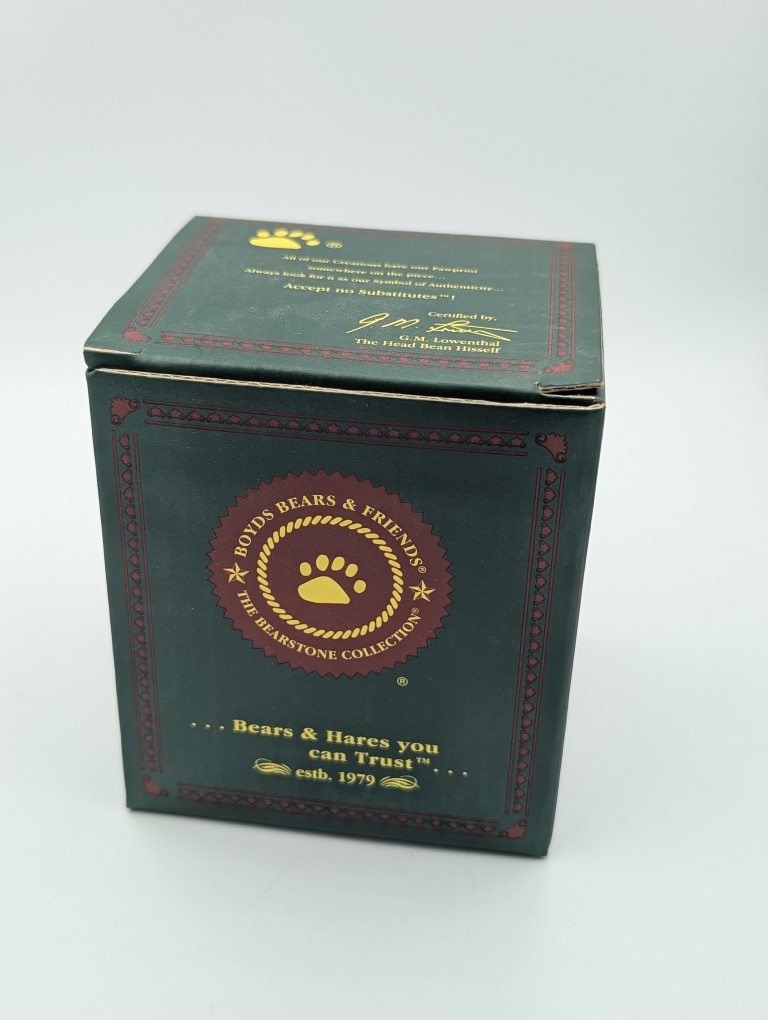 ®
All of our Creations have our Pawprint
somewhere on the piece...
Always look for it as our Symbol of Authenticity...
Accept no Substitutes™!
Certified by,
G.M. Lowenthal
The Head Bean Hisself
BOYDS BEARS & FRIENDS®
THE BEARSTONE COLLECTION®
®
. . . Bears & Hares you
can Trust™ . . .
estb. 1979